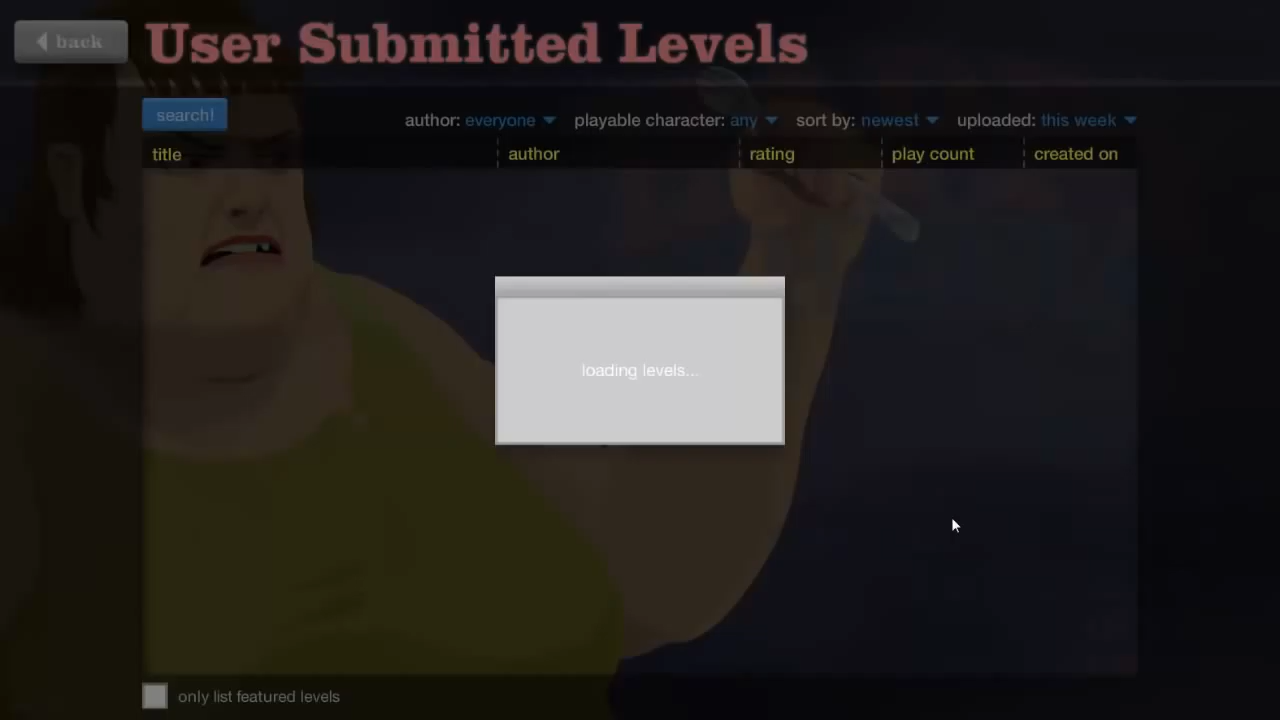 back
User Submitted Levels
search!
author: everyone playable character: any sort by: newest uploaded: this week
title author rating play count created on
loading levels...
only list featured levels